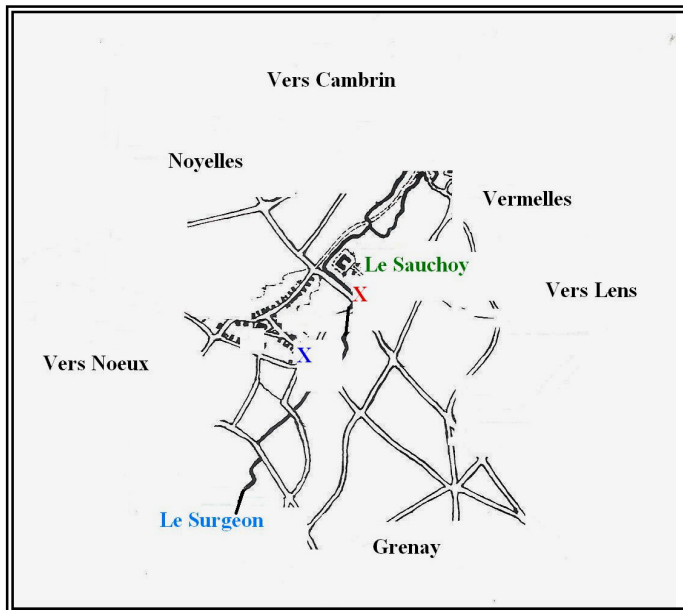 Vers Cambrin
Noyelles
Vermelles
Le Sauchoy
X
Vers Lens
Vers Noeux
X
Le Surgeon
Grenay